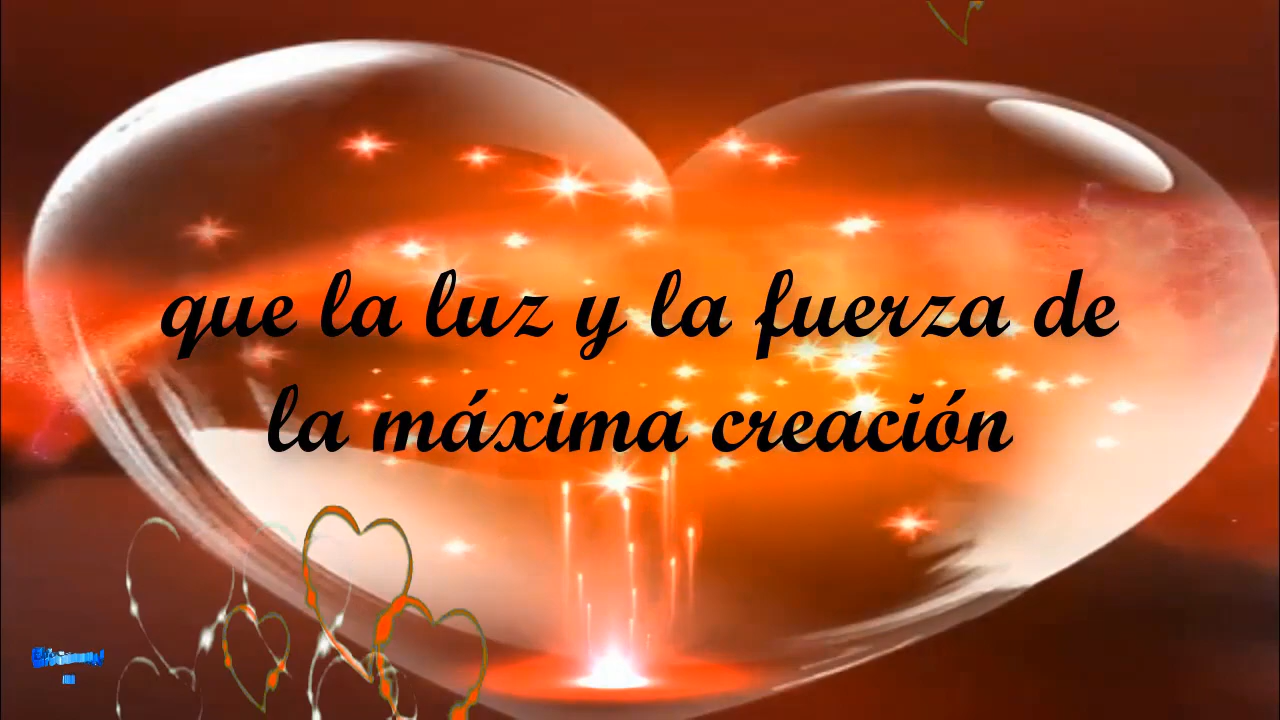 que la luz y la fuerza de
la máxima creación